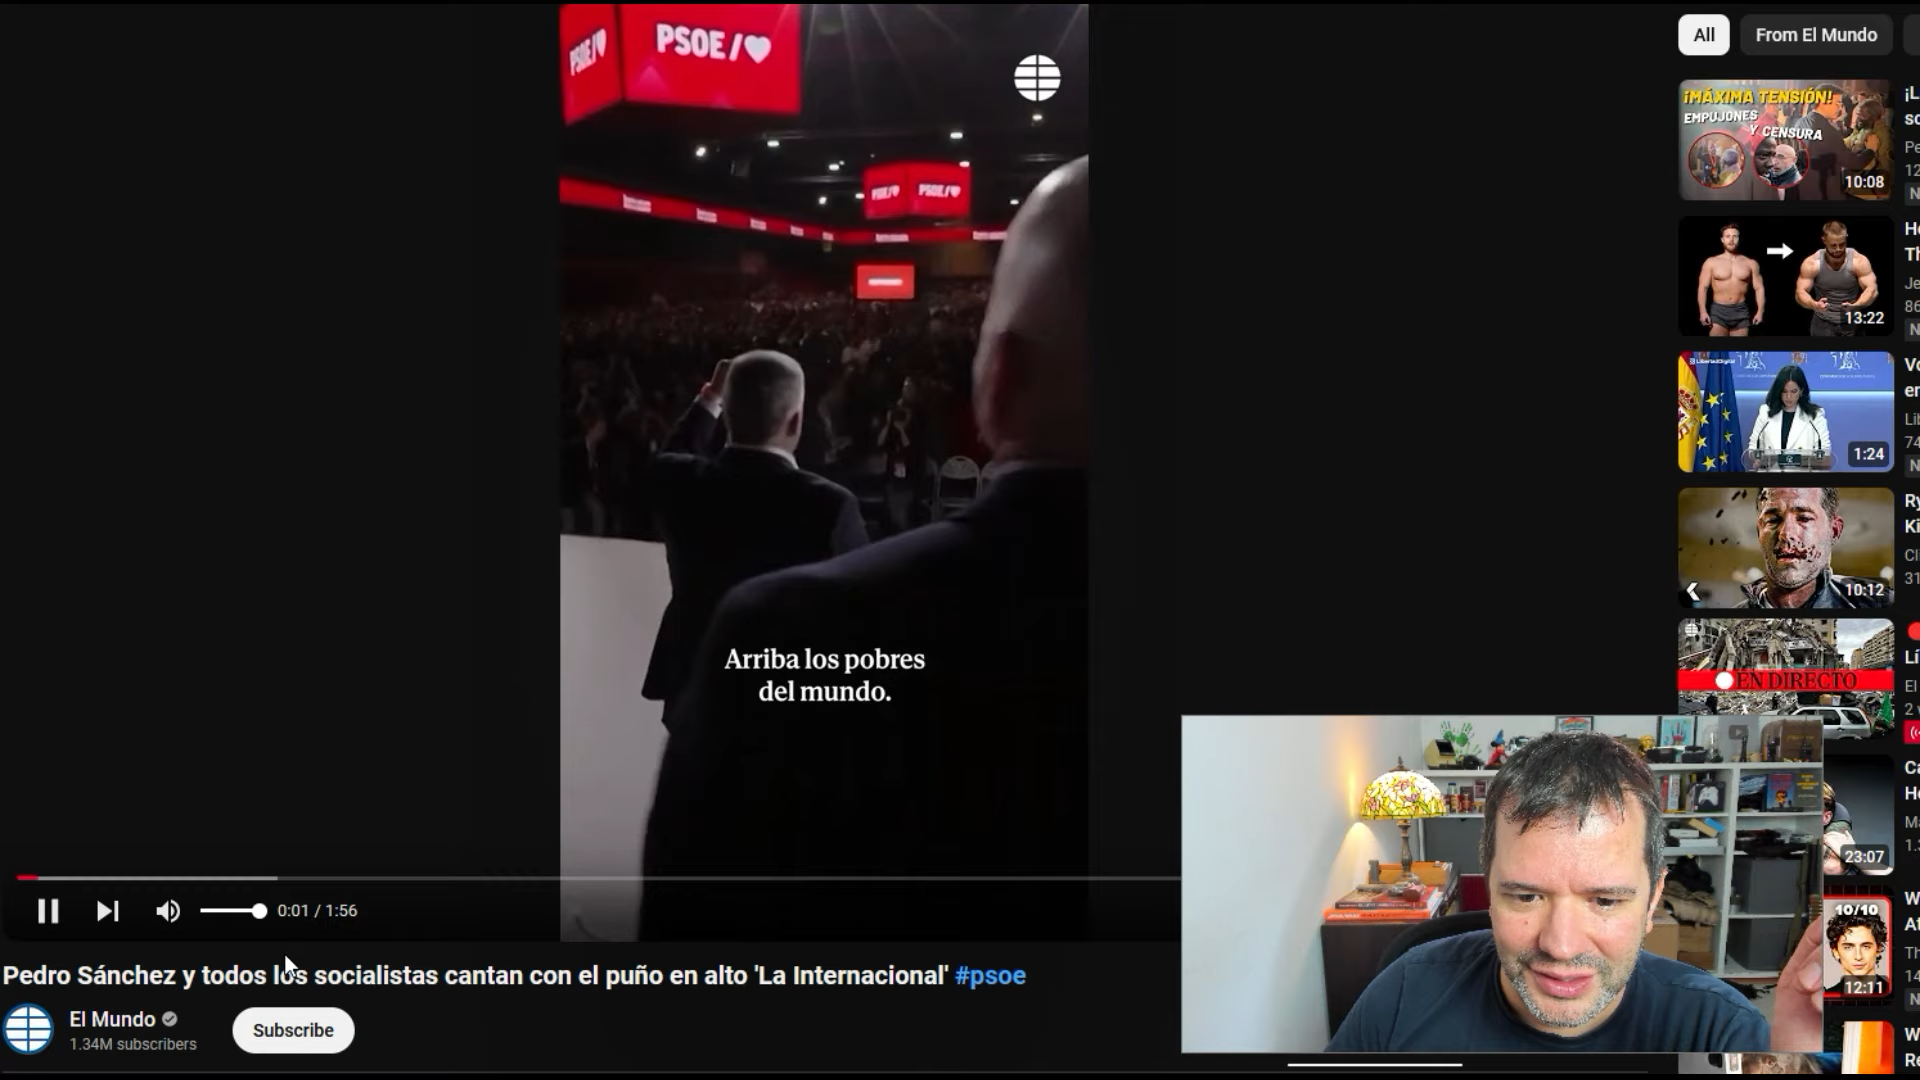 PSOE/
PSOE/
PSOE/
PSOE/
Arriba los pobres
del mundo.
0:01 / 1:56
Pedro Sánchez y todos los socialistas cantan con el puño en alto 'La Internacional' #psoe
El Mundo
1.34M subscribers
Subscribe
All
From El Mundo
¡MÁXIMA TENSIÓN!
EMPUJONES
Y CENSURA
10:08
13:22
1:24
10:12
EN DIRECTO
23:07
10/10
12:11